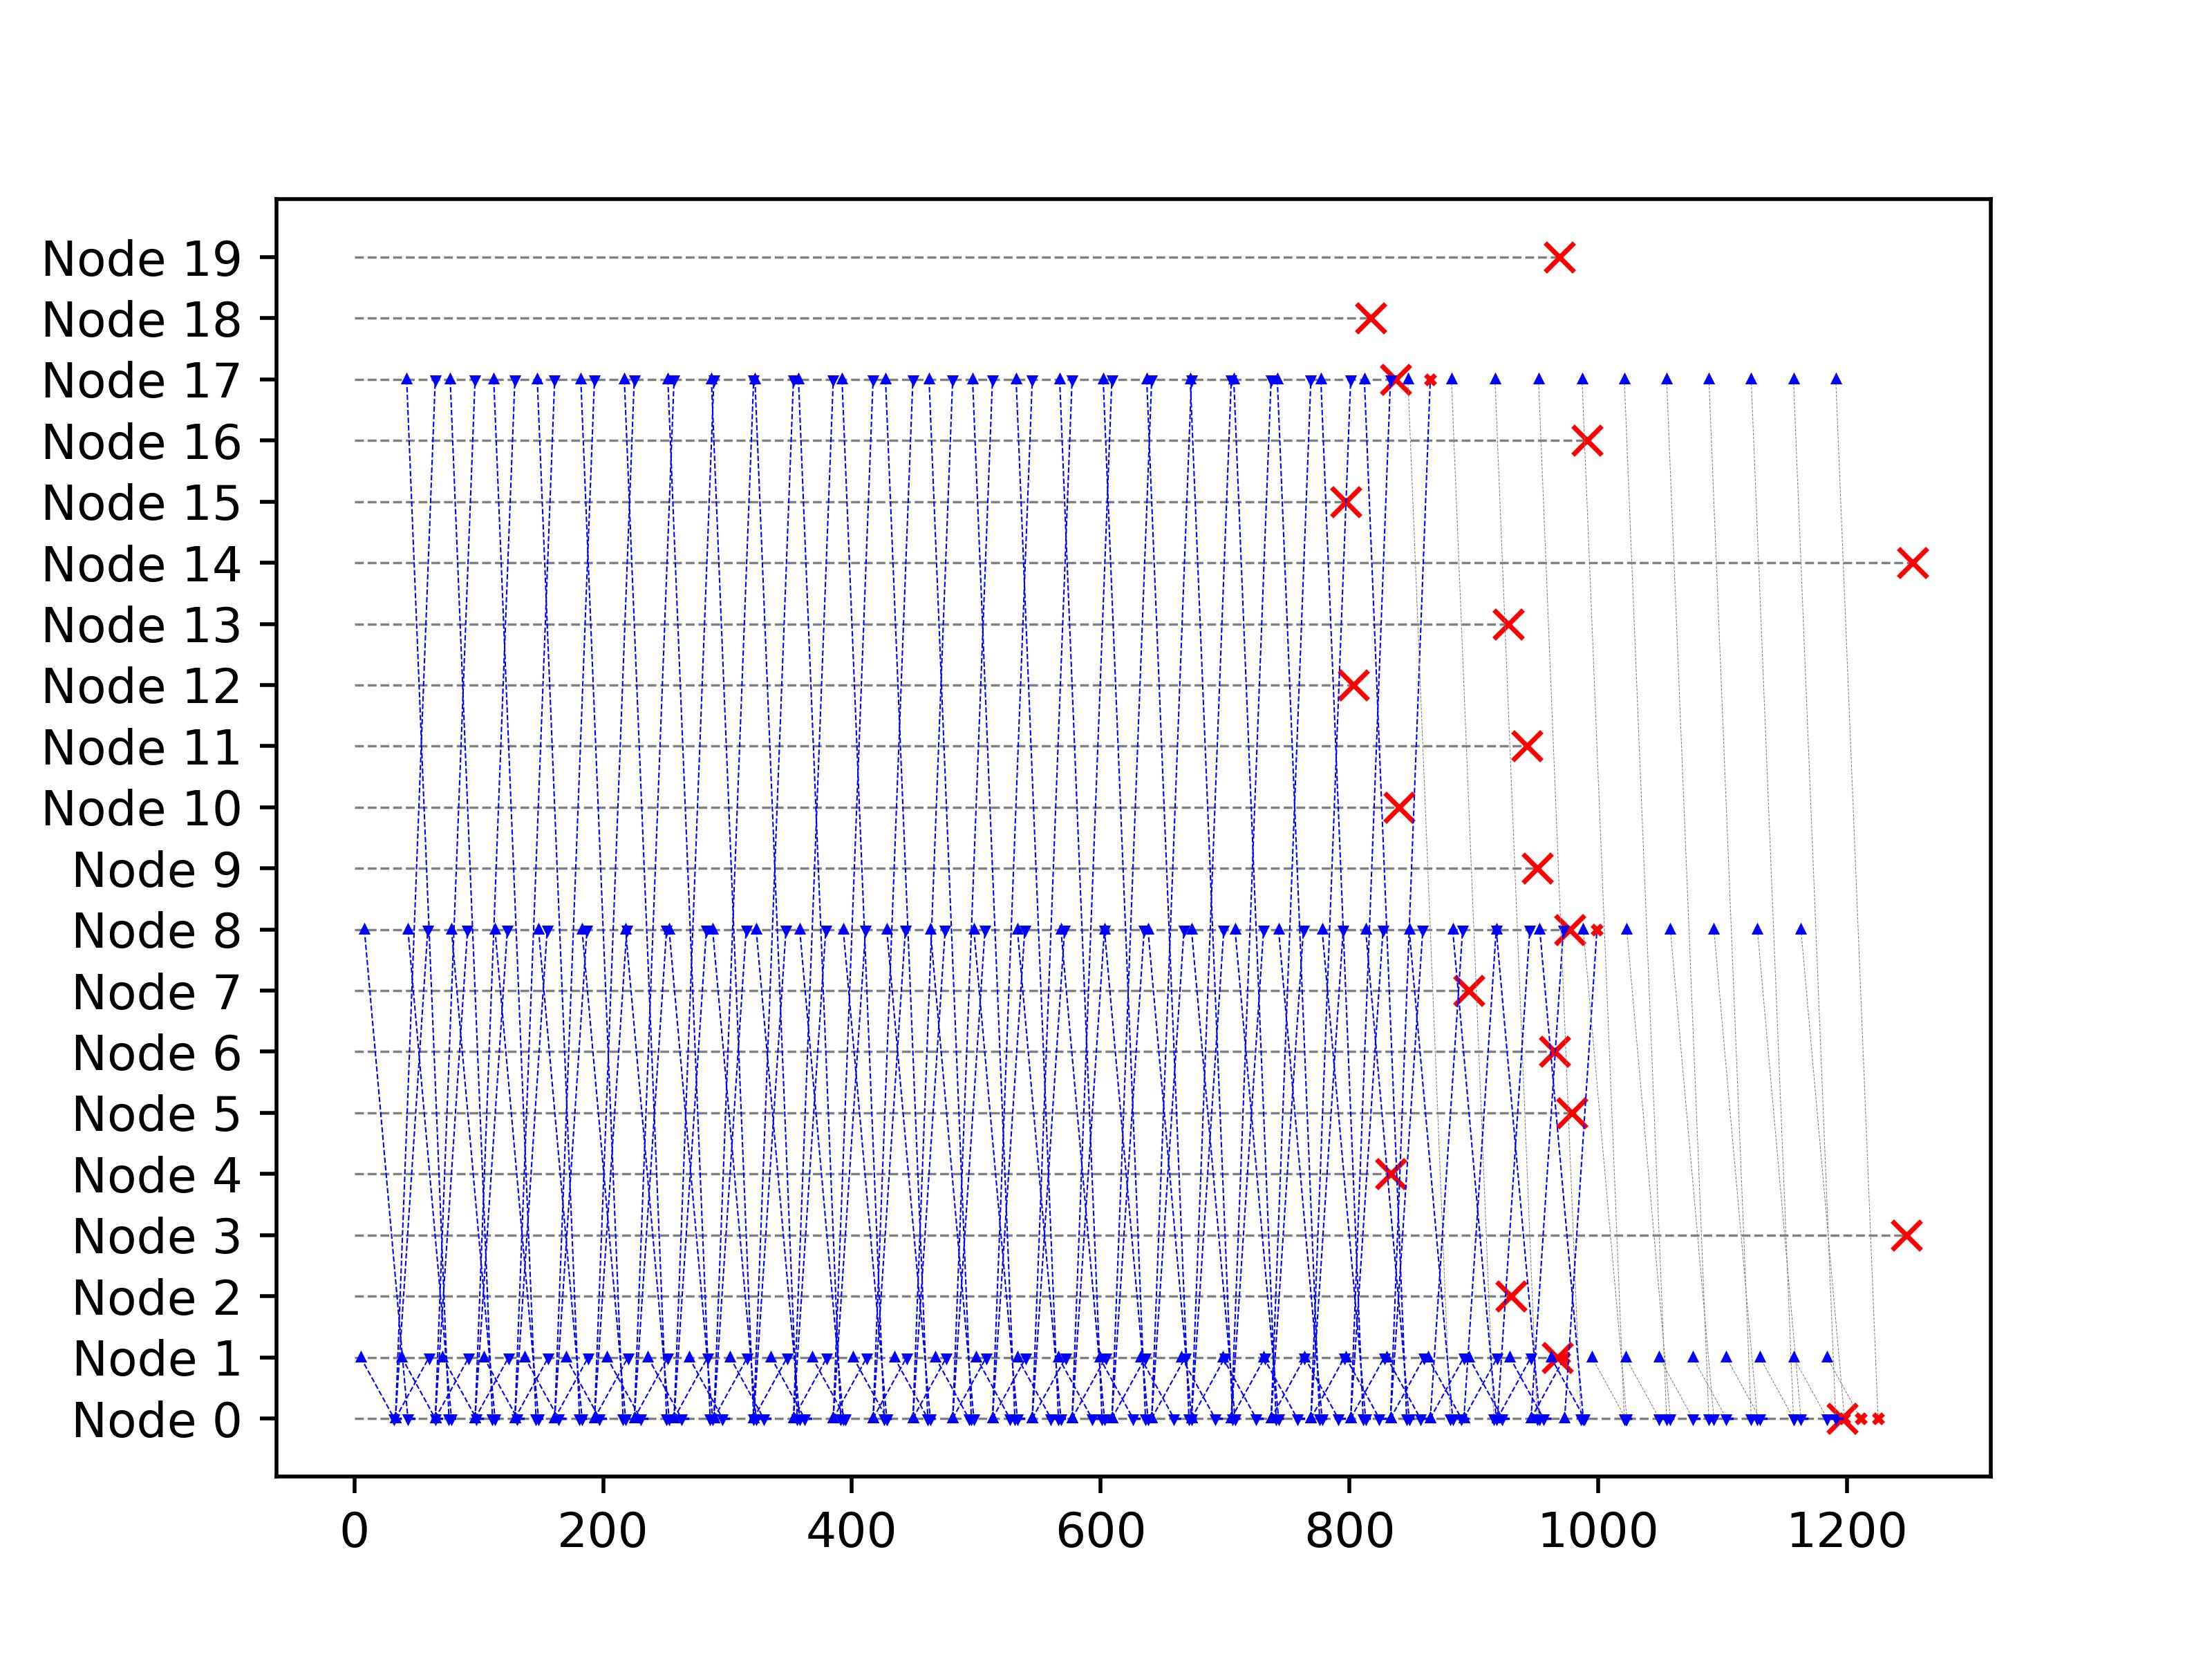 Node 19
Node 18
Node 17
Node 16
Node 15
Node 14
Node 13
Node 12
Node 11
Node 10
Node 9
Node 8
Node 7
Node 6
Node 5
Node 4
Node 3
Node 2
Node 1
Node 0
0 200 400 600 800 1000 1200